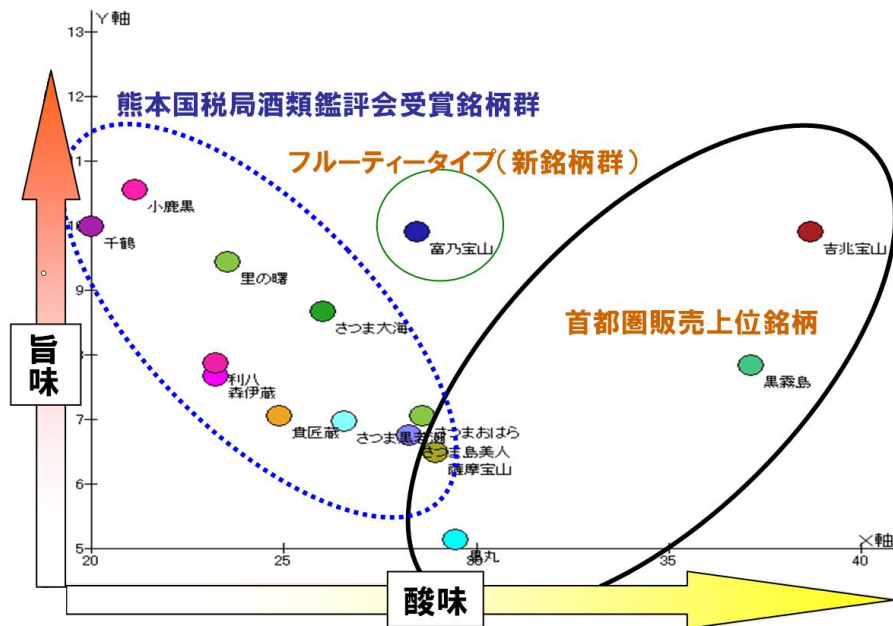 Y軸
13
12
熊本国税局酒類鑑評会受賞銘柄群
フルーティータイプ(新銘柄群)
11
小鹿黒
10
千鶴
富乃宝山
吉兆宝山
里の曙
9
さつま大海
首都圏販売上位銘柄
旨味
8
利八
森伊蔵
黒霧島
7
貴匠蔵
さつま黒若潮
さつまおはら
さつま島美人
薩摩宝山
6
5
黒丸
X軸
20
25
30
35
40
酸味